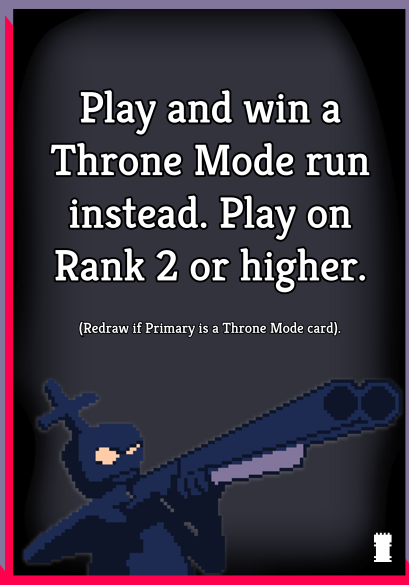 Play and win a
Throne Mode run
instead. Play on
Rank 2 or higher.
(Redraw if Primary is a Throne Mode card).